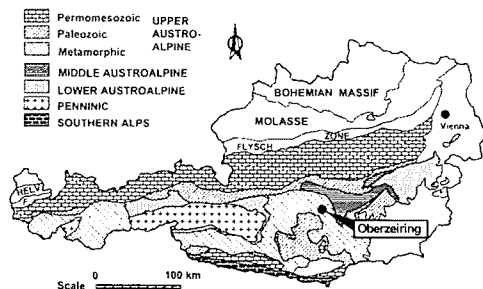 Permomesozoic UPPER
Paleozoic AUSTRO-
Metamorphic ALPINE
MIDDLE AUSTROALPINE
LOWER AUSTROALPINE
PENNINIC
SOUTHERN ALPS
BOHEMIAN MASSIF
MOLASSE
Vienna
ZONE
FLYSCH
HELV.
F.
Oberzeiring
0 100 km
Scale